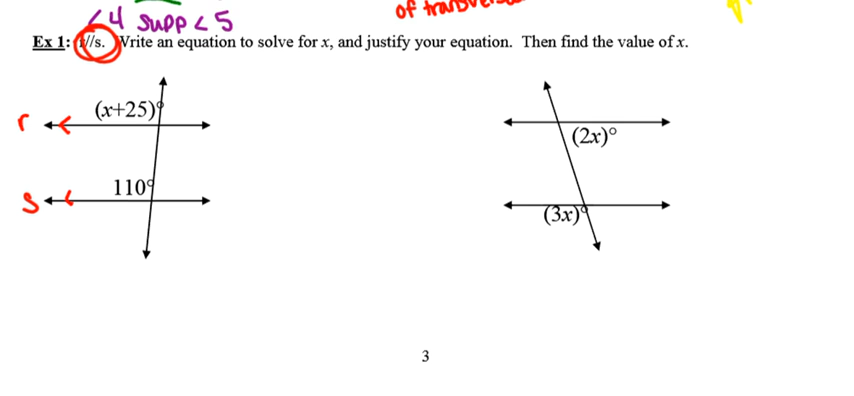 of transversal
<4 supp <5
Ex 1: r//s. Write an equation to solve for x, and justify your equation. Then find the value of x.
r
(x+25)°
(2x)°
s
110°
(3x)°
3